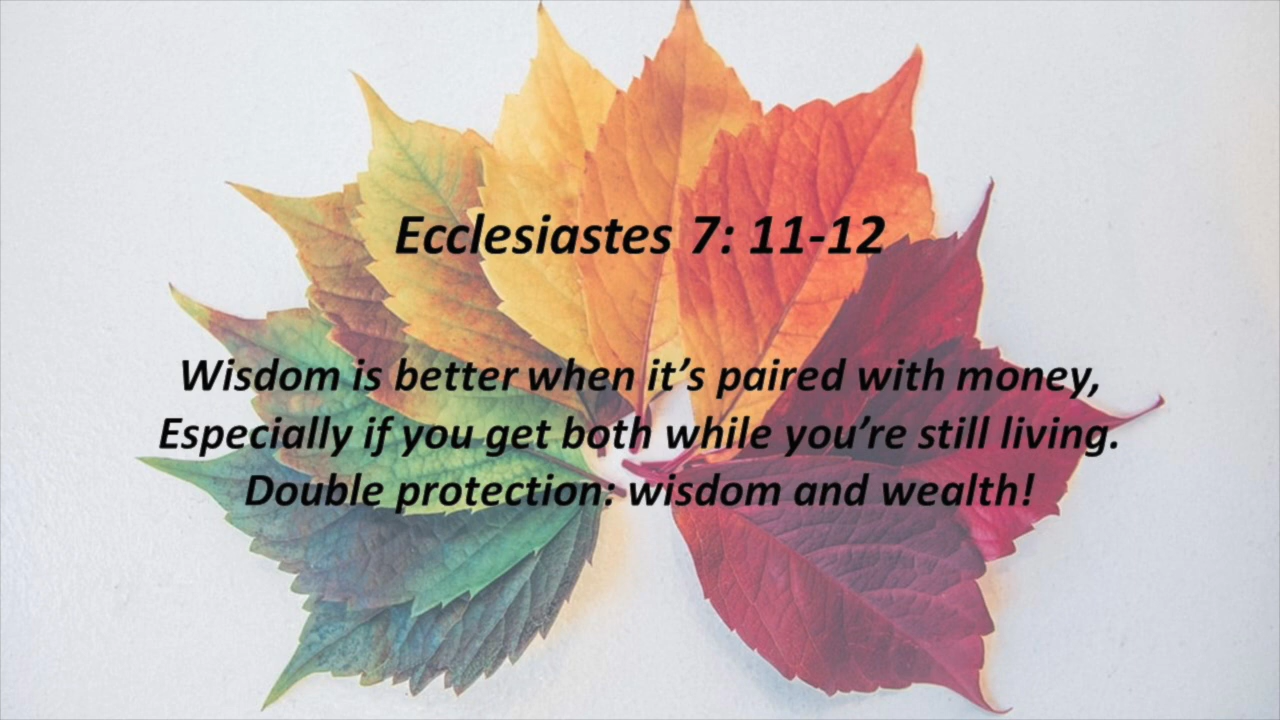 Ecclesiastes 7: 11-12
Wisdom is better when it’s paired with money,
Especially if you get both while you’re still living.
Double protection: wisdom and wealth!